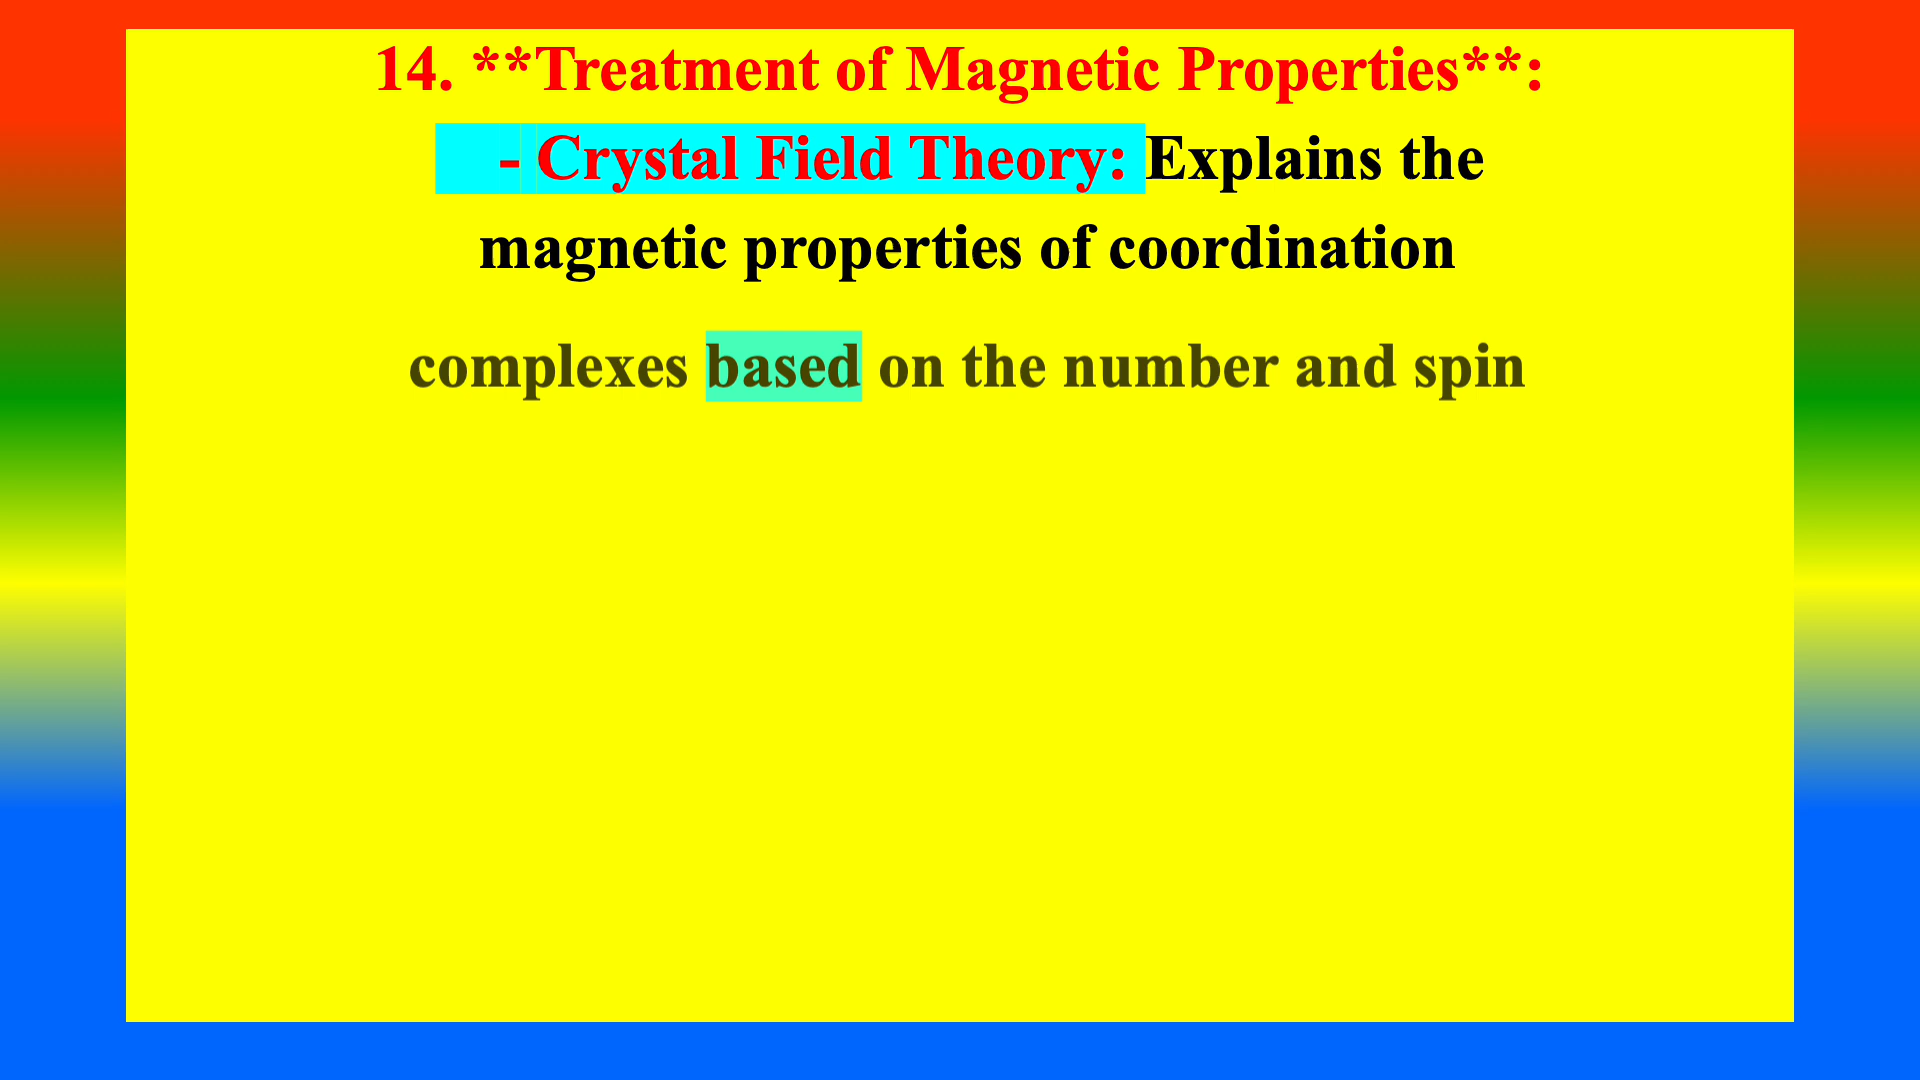 14. **Treatment of Magnetic Properties**:
- Crystal Field Theory: Explains the
magnetic properties of coordination
complexes based on the number and spin